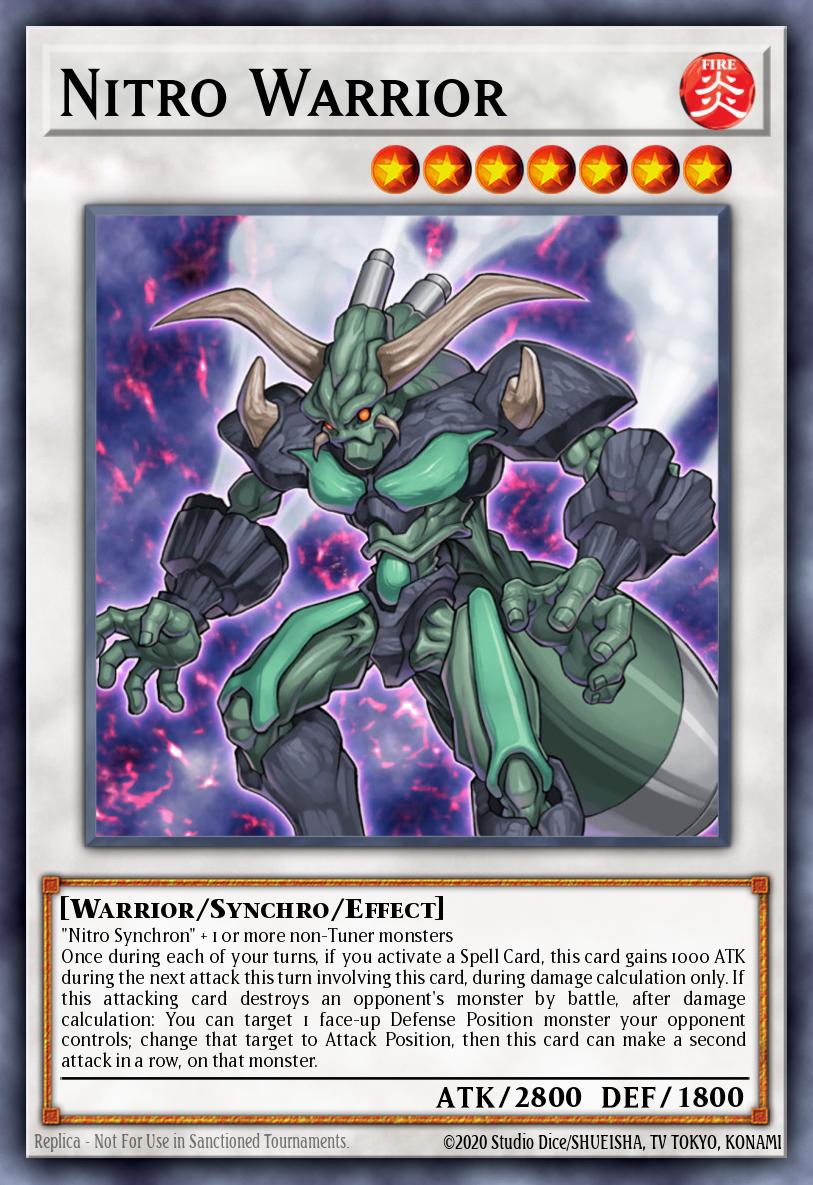 Nitro Warrior
FIRE
炎
[Warrior/Synchro/Effect]
"Nitro Synchron" + 1 or more non-Tuner monsters
Once during each of your turns, if you activate a Spell Card, this card gains 1000 ATK
during the next attack this turn involving this card, during damage calculation only. If
this attacking card destroys an opponent's monster by battle, after damage
calculation: You can target 1 face-up Defense Position monster your opponent
controls; change that target to Attack Position, then this card can make a second
attack in a row, on that monster.
ATK/2800 DEF/1800
Replica - Not For Use in Sanctioned Tournaments.
©2020 Studio Dice/SHUEISHA, TV TOKYO, KONAMI